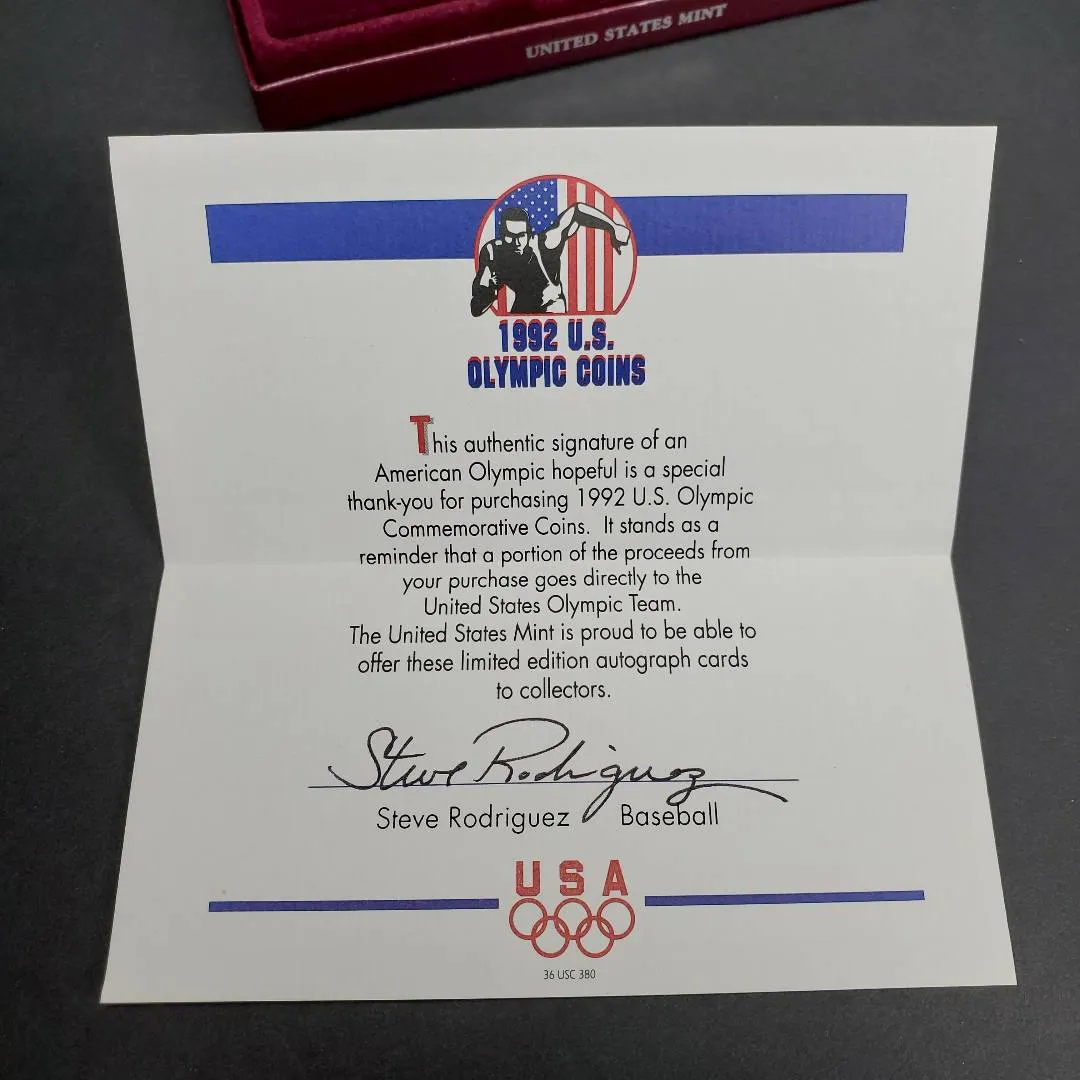 UNITED STATES MINT
1992 U.S.
OLYMPIC COINS
This authentic signature of an
American Olympic hopeful is a special
thank-you for purchasing 1992 U.S. Olympic
Commemorative Coins. It stands as a
reminder that a portion of the proceeds from
your purchase goes directly to the
United States Olympic Team.
The United States Mint is proud to be able to
offer these limited edition autograph cards
to collectors.
Steve Rodriguez
Steve Rodriguez Baseball
USA
36 USC 380